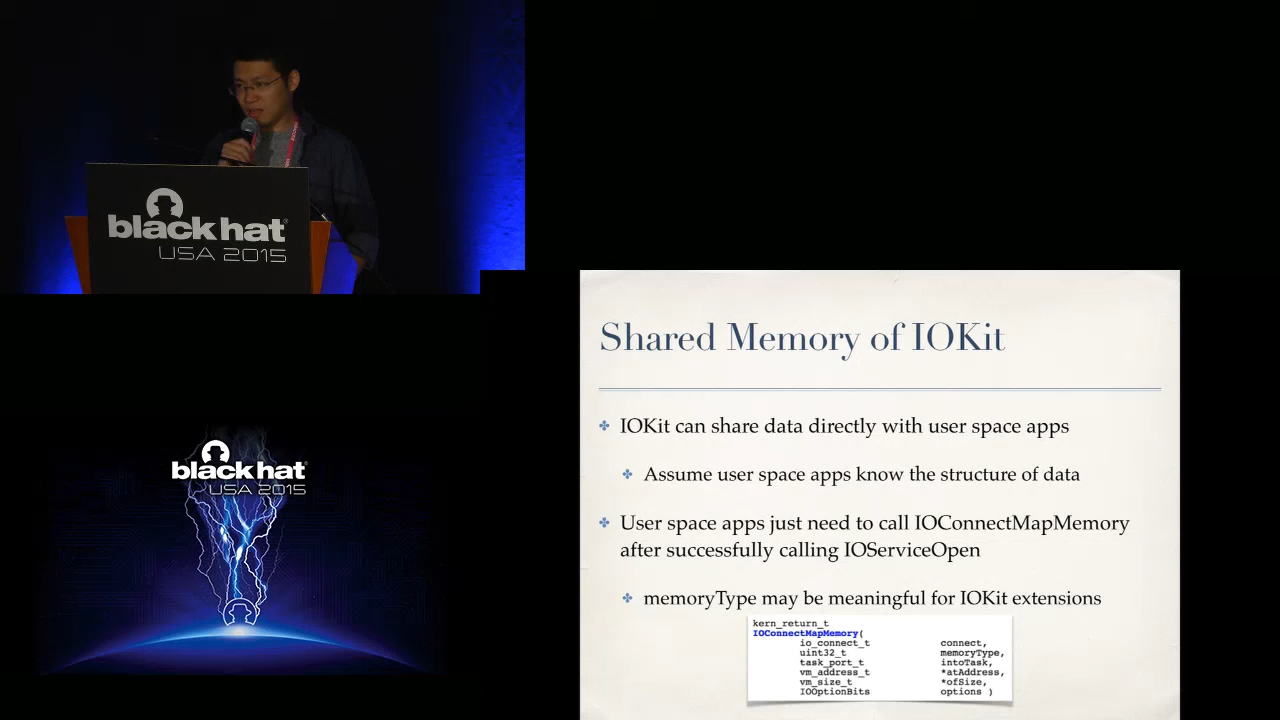 black hat
USA 2015
black hat
USA 2015
Shared Memory of IOKit
IOKit can share data directly with user space apps
Assume user space apps know the structure of data
User space apps just need to call IOConnectMapMemory
after successfully calling IOServiceOpen
memoryType may be meaningful for IOKit extensions
kern_return_t
IOConnectMapMemory(
io_connect_t connect,
uint32_t memoryType,
task_port_t intoTask,
vm_address_t *atAddress,
vm_size_t *ofSize,
IOOptionBits options )